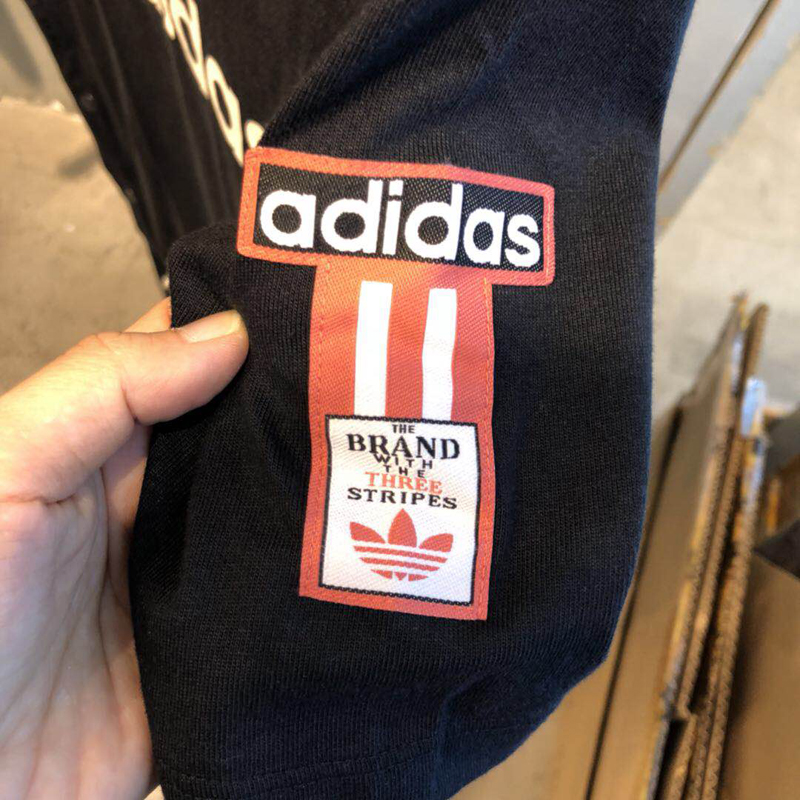 adidas
THE
BRAND
WITH
THE
THREE
STRIPES